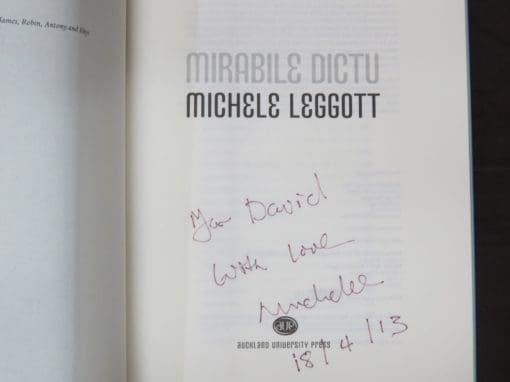 James, Robin, Antony and
MIRABILE DICTU
MICHELE LEGGOTT
For David
With love
Michele
AUP
AUCKLAND UNIVERSITY PRESS
18/4/13